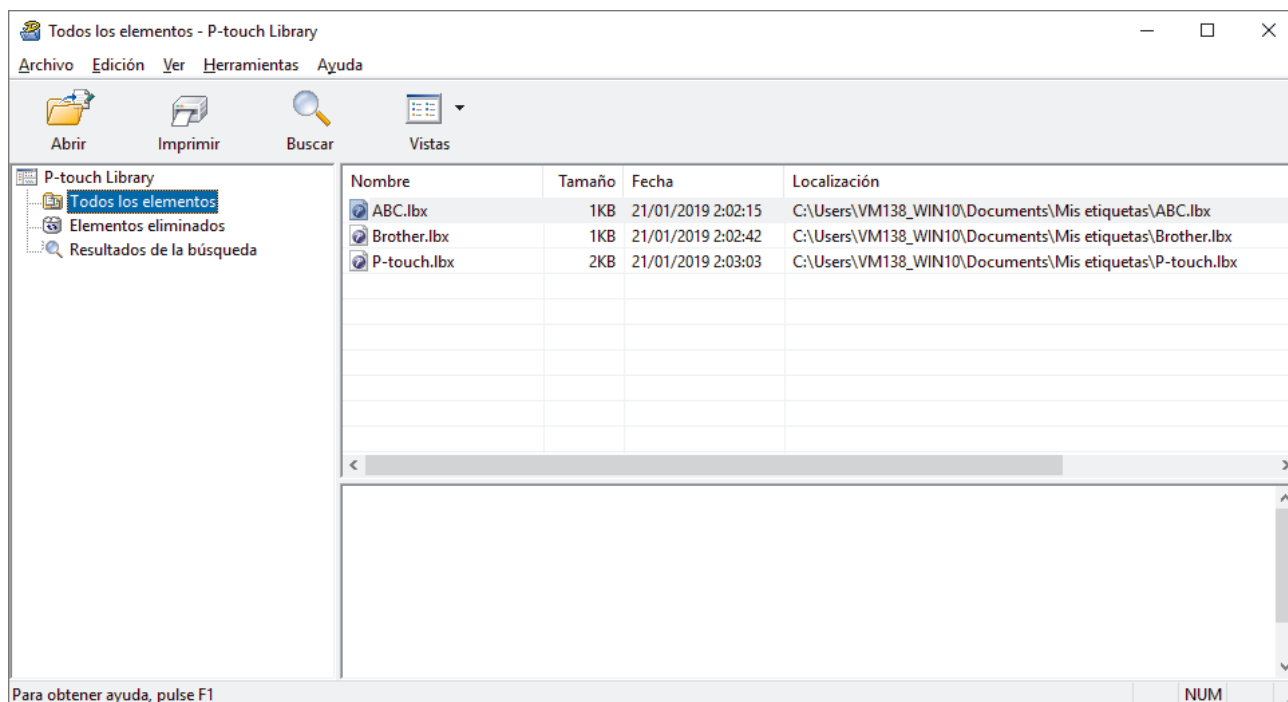 Todos los elementos - P-touch Library
Archivo Edición Ver Herramientas Ayuda
Abrir Imprimir Buscar Vistas
P-touch Library
Todos los elementos
Elementos eliminados
Resultados de la búsqueda
Nombre Tamaño Fecha Localización
ABC.lbx 1KB 21/01/2019 2:02:15 C:\Users\VM138_WIN10\Documents\Mis etiquetas\ABC.lbx
Brother.lbx 1KB 21/01/2019 2:02:42 C:\Users\VM138_WIN10\Documents\Mis etiquetas\Brother.lbx
P-touch.lbx 2KB 21/01/2019 2:03:03 C:\Users\VM138_WIN10\Documents\Mis etiquetas\P-touch.lbx
Para obtener ayuda, pulse F1 NUM